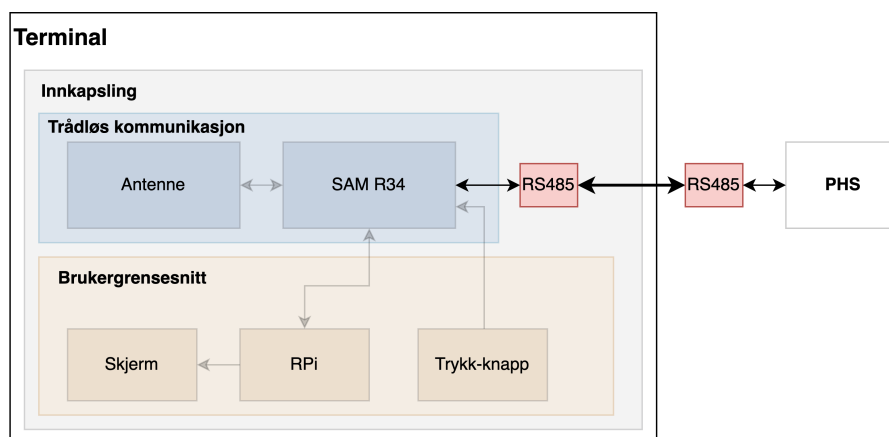 Terminal
Innkapsling
Trådløs kommunikasjon
Antenne
SAM R34
RS485
RS485
PHS
Brukergrensesnitt
Skjerm
RPi
Trykk-knapp